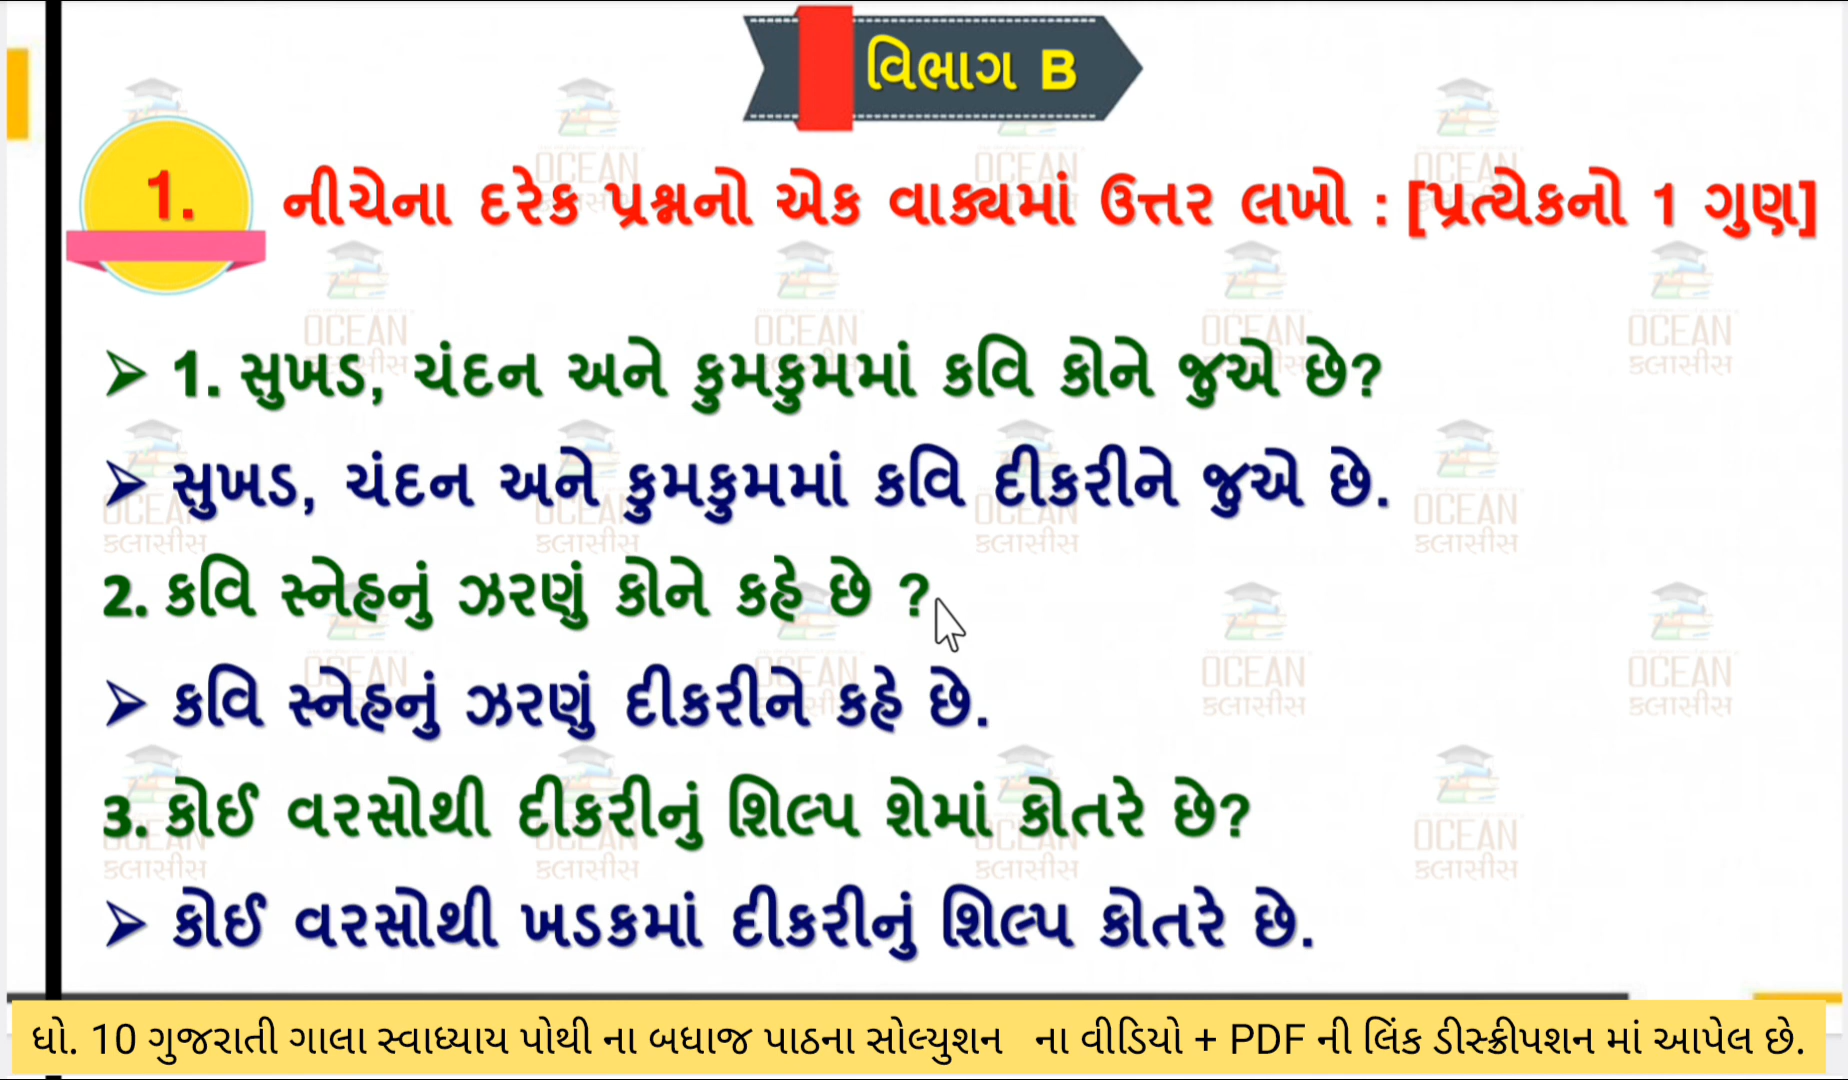 વિભાગ B
1. નીચેના દરેક પ્રશ્નનો એક વાક્યમાં ઉત્તર લખો : [પ્રત્યેકનો 1 ગુણ]
➢ 1. સુખડ, ચંદન અને કુમકુમમાં કવિ કોને જુએ છે?
➢ સુખડ, ચંદન અને કુમકુમમાં કવિ દીકરીને જુએ છે.
2. કવિ સ્નેહનું ઝરણું કોને કહે છે ?
➢ કવિ સ્નેહનું ઝરણું દીકરીને કહે છે.
3. કોઈ વરસોથી દીકરીનું શિલ્પ શેમાં કોતરે છે?
➢ કોઈ વરસોથી ખડકમાં દીકરીનું શિલ્પ કોતરે છે.
ધો. 10 ગુજરાતી ગાલા સ્વાધ્યાય પોથી ના બધાજ પાઠના સોલ્યુશન ના વીડિયો + PDF ની લિંક ડીસ્ક્રીપશન માં આપેલ છે.
OCEAN
ક્લાસીસ